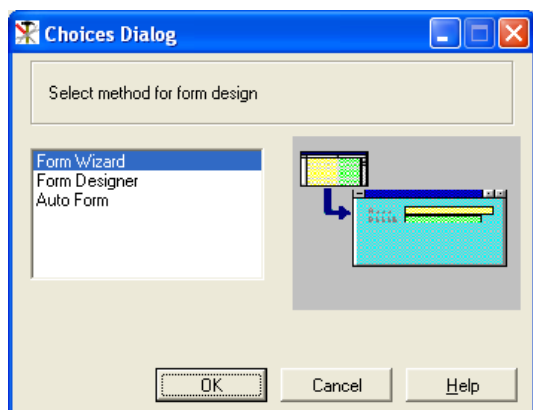 Choices Dialog
Select method for form design
Form Wizard
Form Designer
Auto Form
OK
Cancel
Help